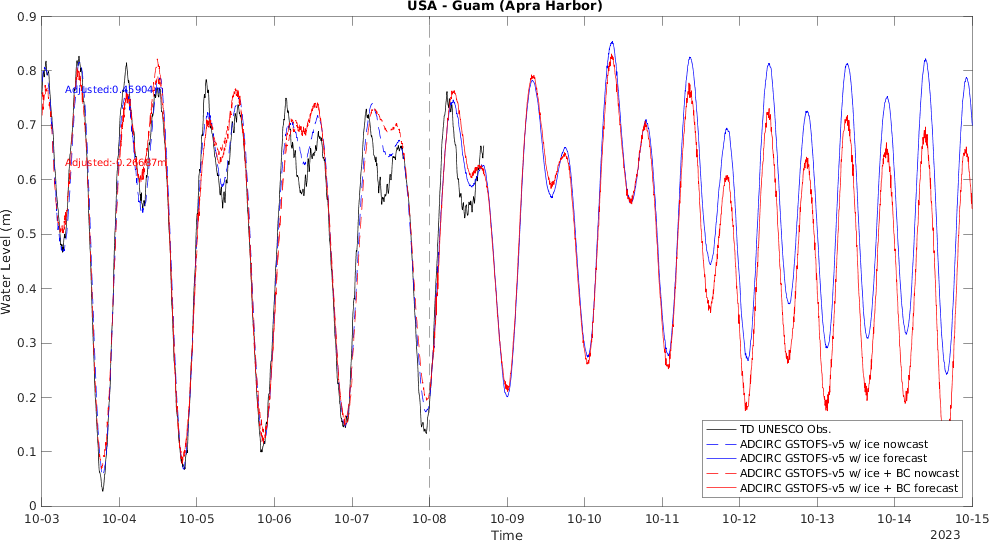 USA - Guam (Apra Harbor)
0.9
0.8
0.7
0.6
0.5
0.4
0.3
0.2
0.1
0
Water Level (m)
Adjusted:0.45904m
Adjusted:-0.26687m
TD UNESCO Obs.
ADCIRC GSTOFS-v5 w/ ice nowcast
ADCIRC GSTOFS-v5 w/ ice forecast
ADCIRC GSTOFS-v5 w/ ice + BC nowcast
ADCIRC GSTOFS-v5 w/ ice + BC forecast
10-03 10-04 10-05 10-06 10-07 10-08 10-09 10-10 10-11 10-12 10-13 10-14 10-15
Time
2023